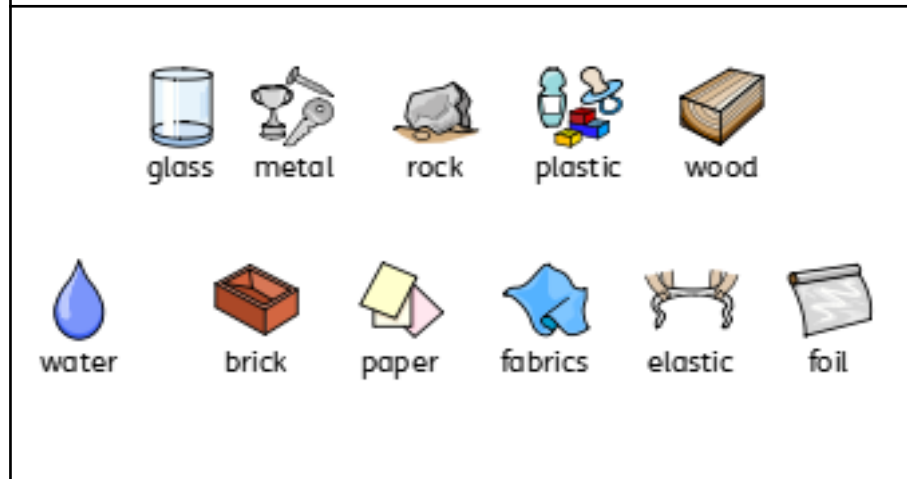 glass metal rock plastic wood
water brick paper fabrics elastic foil